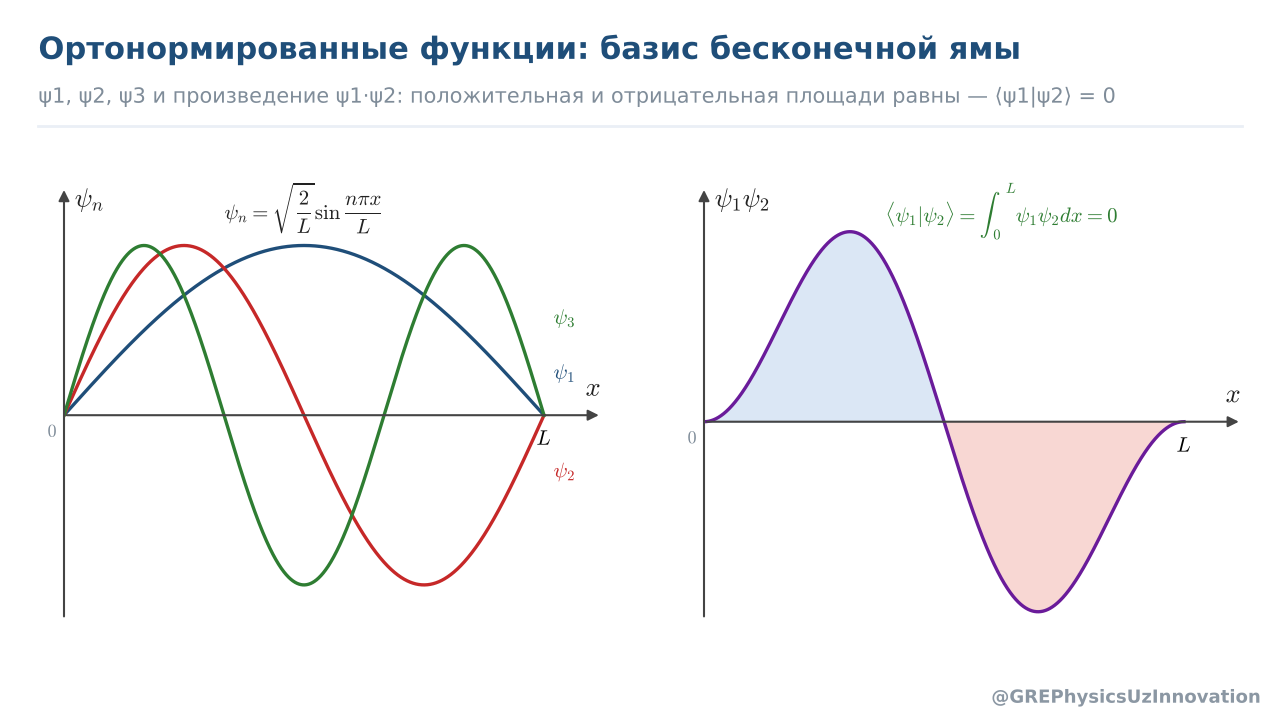 Ортонормированные функции: базис бесконечной ямы
ψ1, ψ2, ψ3 и произведение ψ1·ψ2: положительная и отрицательная площади равны — ⟨ψ1|ψ2⟩ = 0
ψₙ
ψₙ = √(2/L) sin nπx/L
ψ₃
ψ₁
x
0
L
ψ₂
ψ₁ψ₂
⟨ψ₁|ψ₂⟩ = ∫₀ᴸ ψ₁ψ₂dx = 0
x
0
L
@GREPhysicsUzInnovation